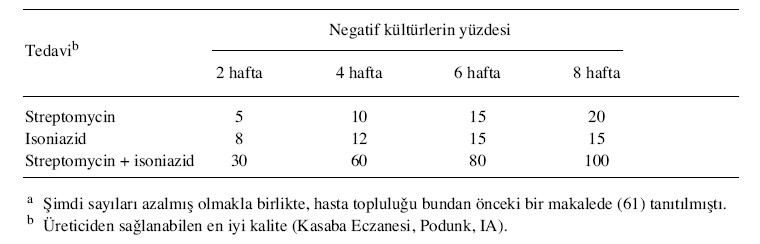 Negatif kültürlerin yüzdesi
Tedavib
2 hafta 4 hafta 6 hafta 8 hafta
Streptomycin 5 10 15 20
Isoniazid 8 12 15 15
Streptomycin + isoniazid 30 60 80 100
a Şimdi sayıları azalmış olmakla birlikte, hasta topluluğu bundan önceki bir makalede (61) tanıtılmıştı.
b Üreticiden sağlanabilen en iyi kalite (Kasaba Eczanesi, Podunk, IA).